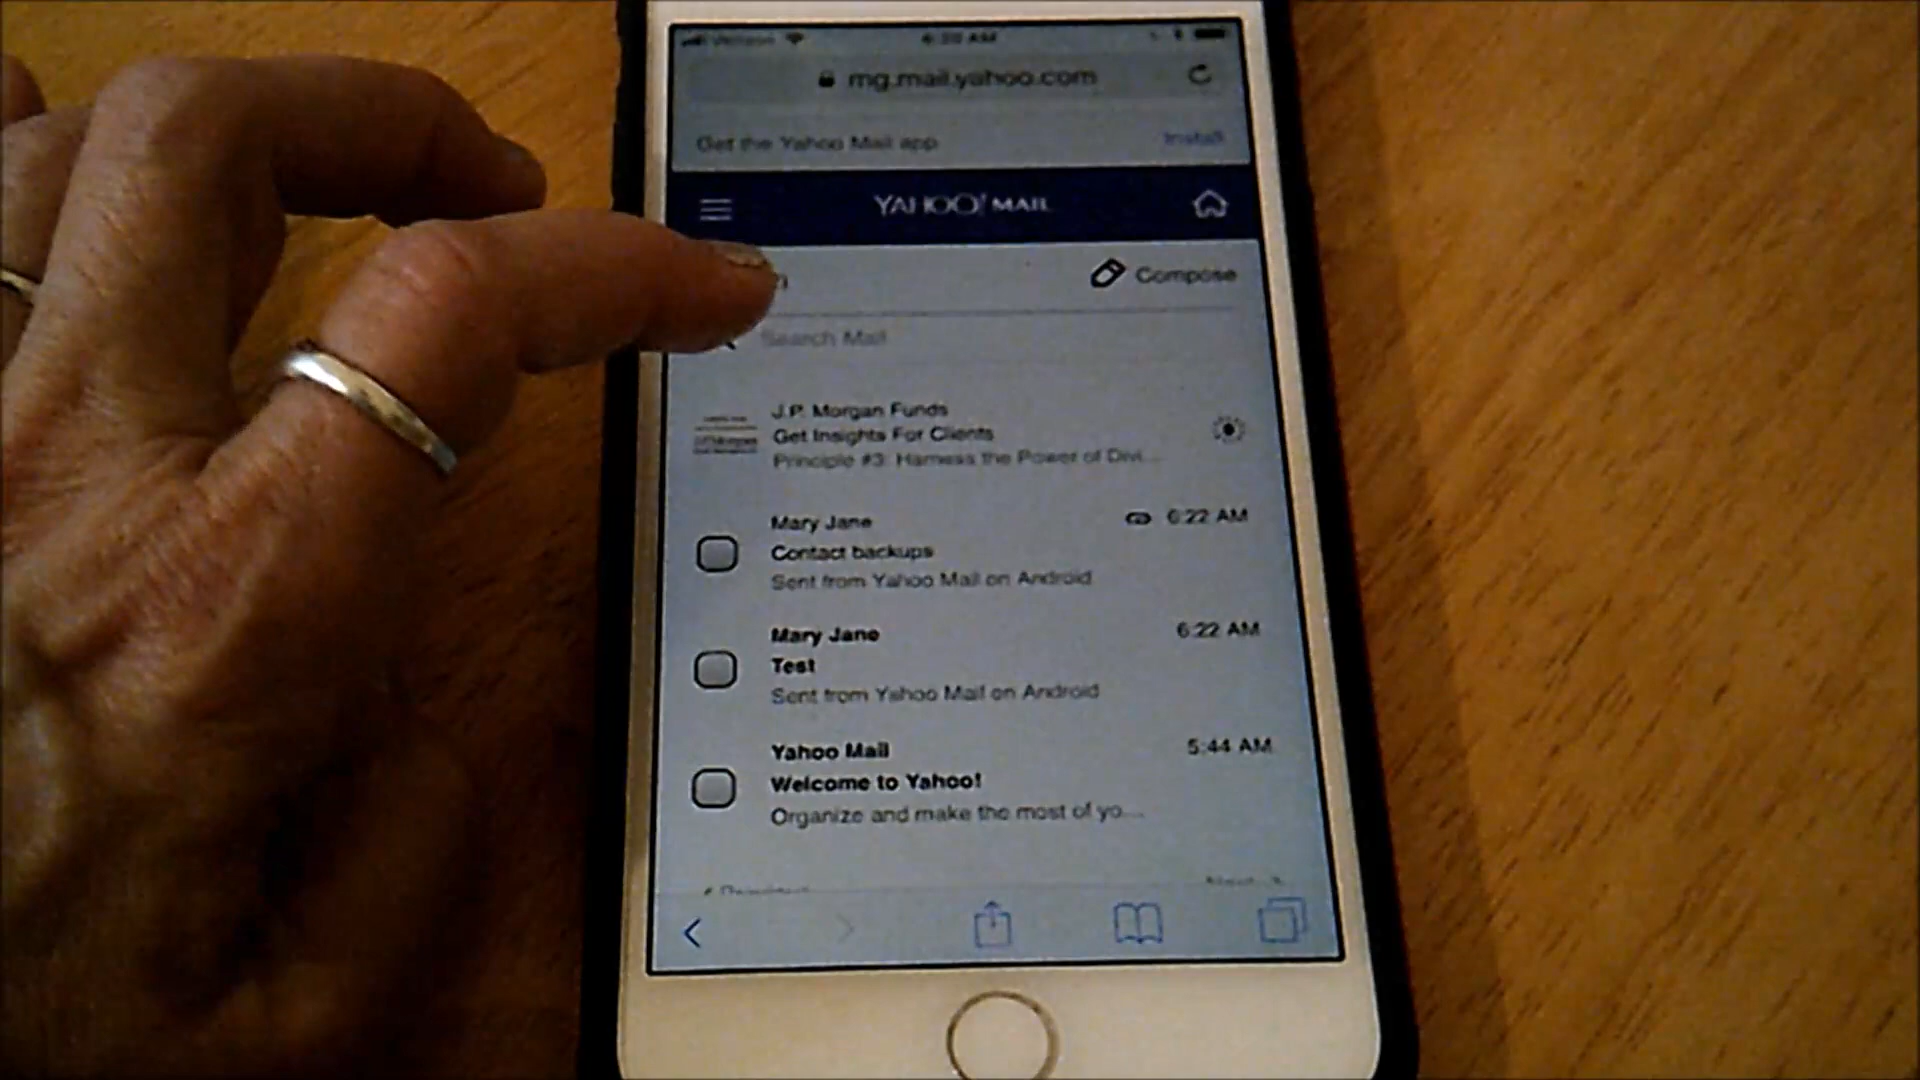 Verizon
mg.mail.yahoo.com
Get the Yahoo Mail app Install
YAHOO! MAIL
Compose
Search Mail
J.P. Morgan Funds
Get Insights For Clients
Principle #3: Harness the Power of Divi...
Mary Jane 6:22 AM
Contact backups
Sent from Yahoo Mail on Android
Mary Jane 6:22 AM
Test
Sent from Yahoo Mail on Android
Yahoo Mail 5:44 AM
Welcome to Yahoo!
Organize and make the most of yo...